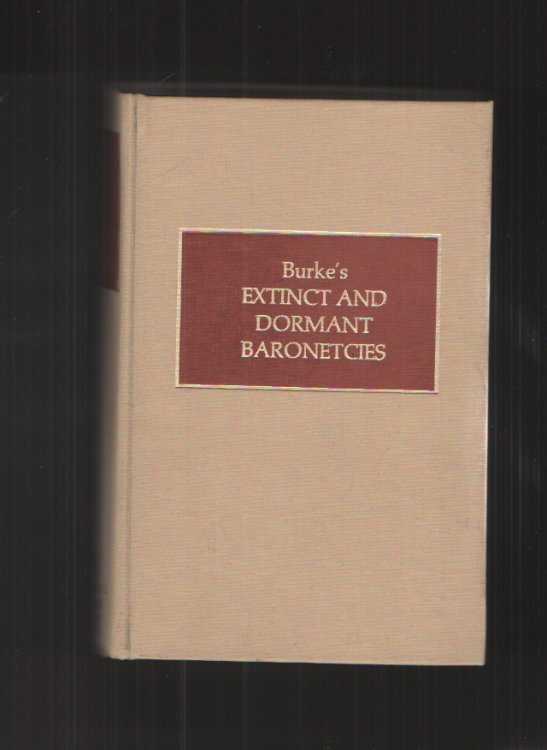 Burke's
EXTINCT AND
DORMANT
BARONETCIES